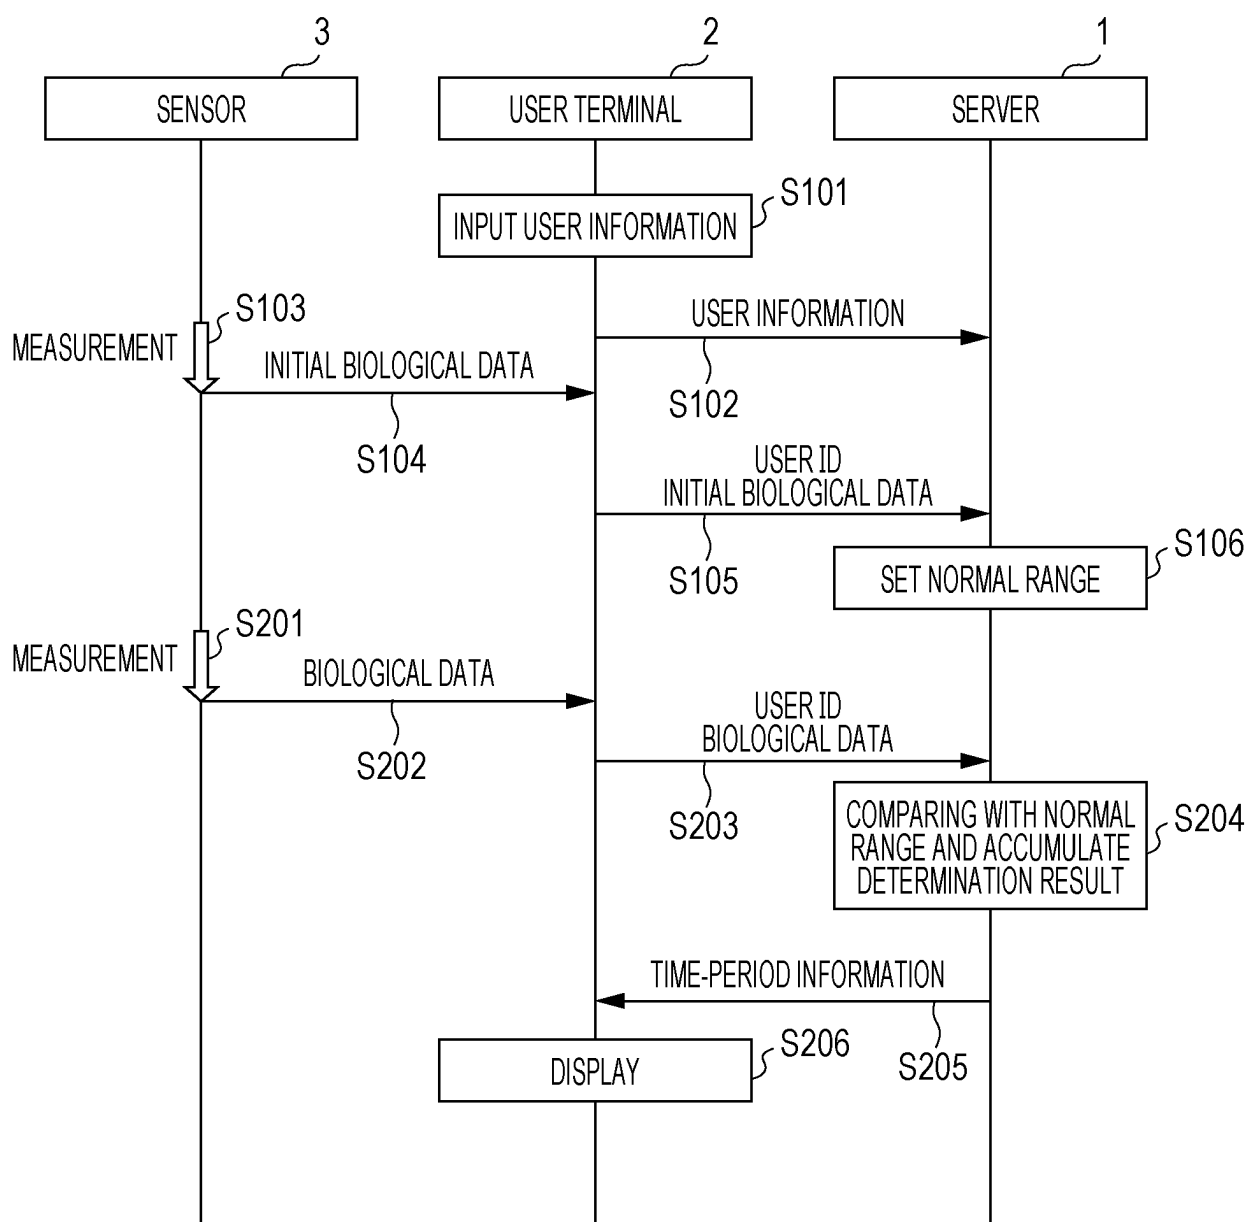 3
2
1
SENSOR
USER TERMINAL
SERVER
S101
INPUT USER INFORMATION
S103
MEASUREMENT
USER INFORMATION
INITIAL BIOLOGICAL DATA
S102
S104
USER ID
INITIAL BIOLOGICAL DATA
S105
S106
SET NORMAL RANGE
S201
MEASUREMENT
BIOLOGICAL DATA
S202
USER ID
BIOLOGICAL DATA
S203
S204
COMPARING WITH NORMAL
RANGE AND ACCUMULATE
DETERMINATION RESULT
TIME-PERIOD INFORMATION
S205
S206
DISPLAY